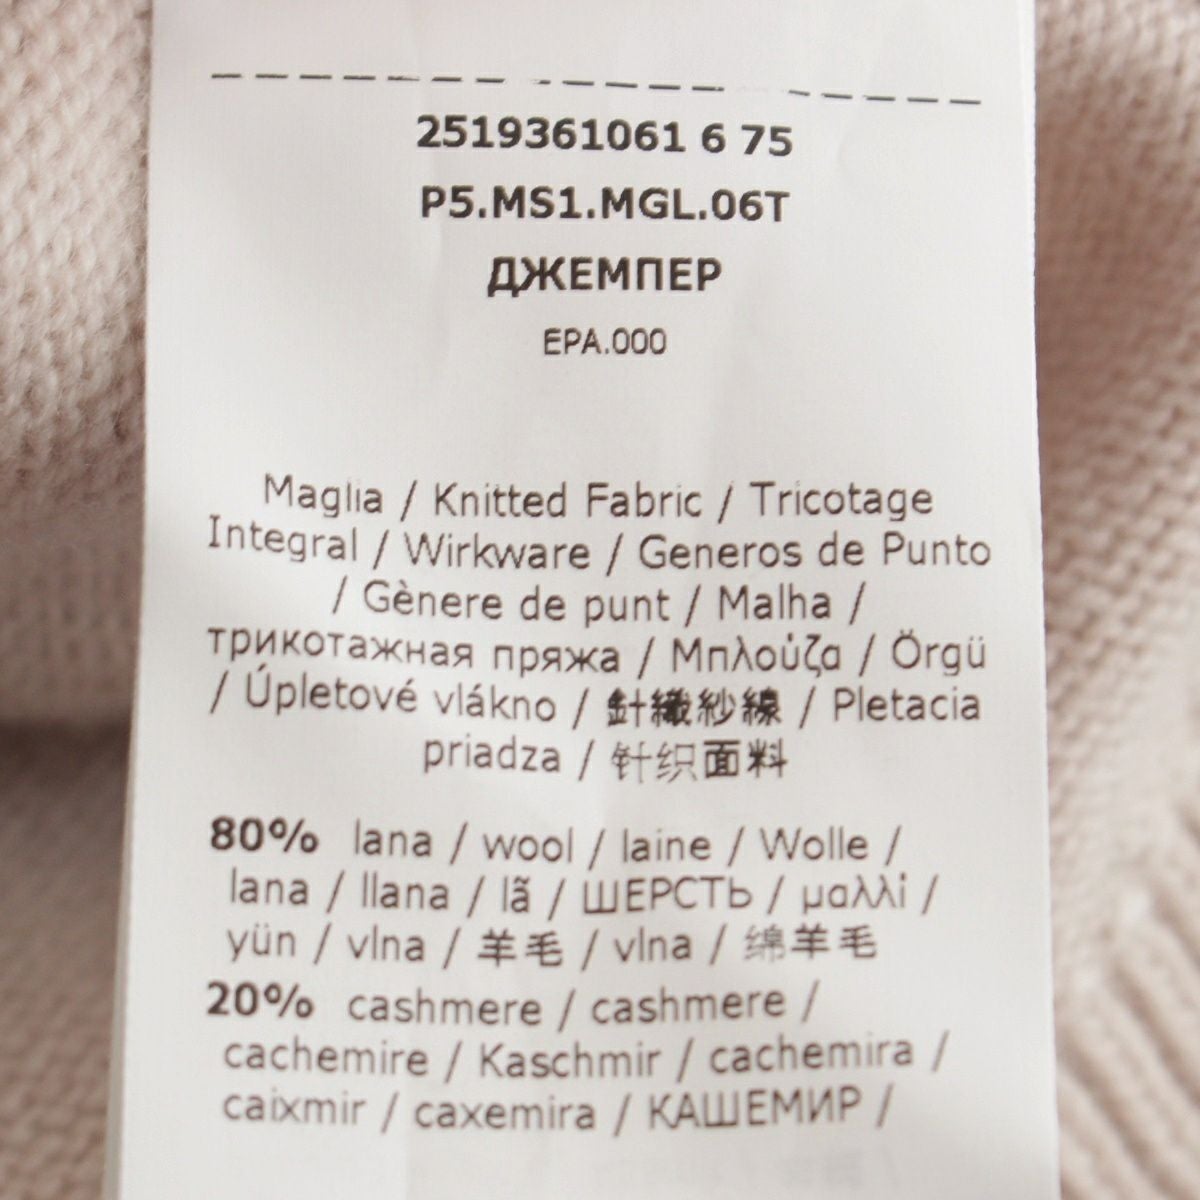 2519361061 6 75
P5.MS1.MGL.06T
ДЖЕМПЕР
EPA.000
Maglia / Knitted Fabric / Tricotage
Integral / Wirkware / Generos de Punto
/ Gènere de punt / Malha /
трикотажная пряжа / Μπλούζα / Örgü
/ Úpletové vlákno / 針織紗線 / Pletacia
priadza / 针织面料
80% lana / wool / laine / Wolle /
lana / llana / lã / ШЕРСТЬ / μαλλί /
yün / vlna / 羊毛 / vlna / 绵羊毛
20% cashmere / cashmere /
cachemire / Kaschmir / cachemira /
caixmir / caxemira / КАШЕМИР /